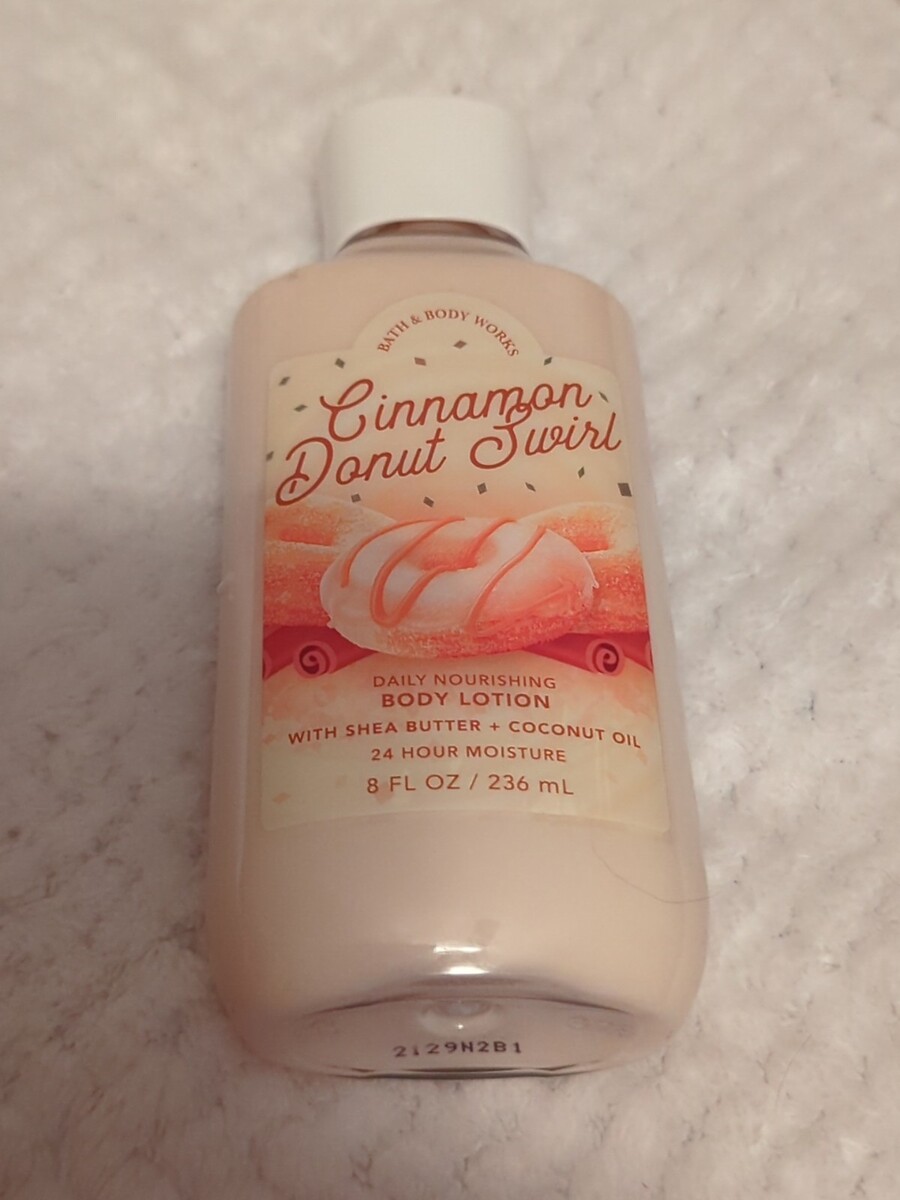 BATH & BODY WORKS
Cinnamon
Donut Swirl
DAILY NOURISHING
BODY LOTION
WITH SHEA BUTTER + COCONUT OIL
24 HOUR MOISTURE
8 FL OZ / 236 mL
2129N2B1